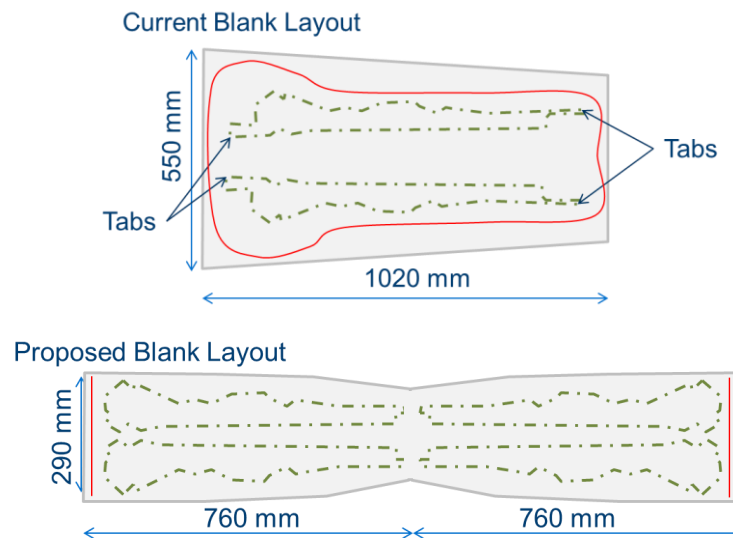 Current Blank Layout
550 mm
Tabs
Tabs
1020 mm
Proposed Blank Layout
290 mm
760 mm
760 mm